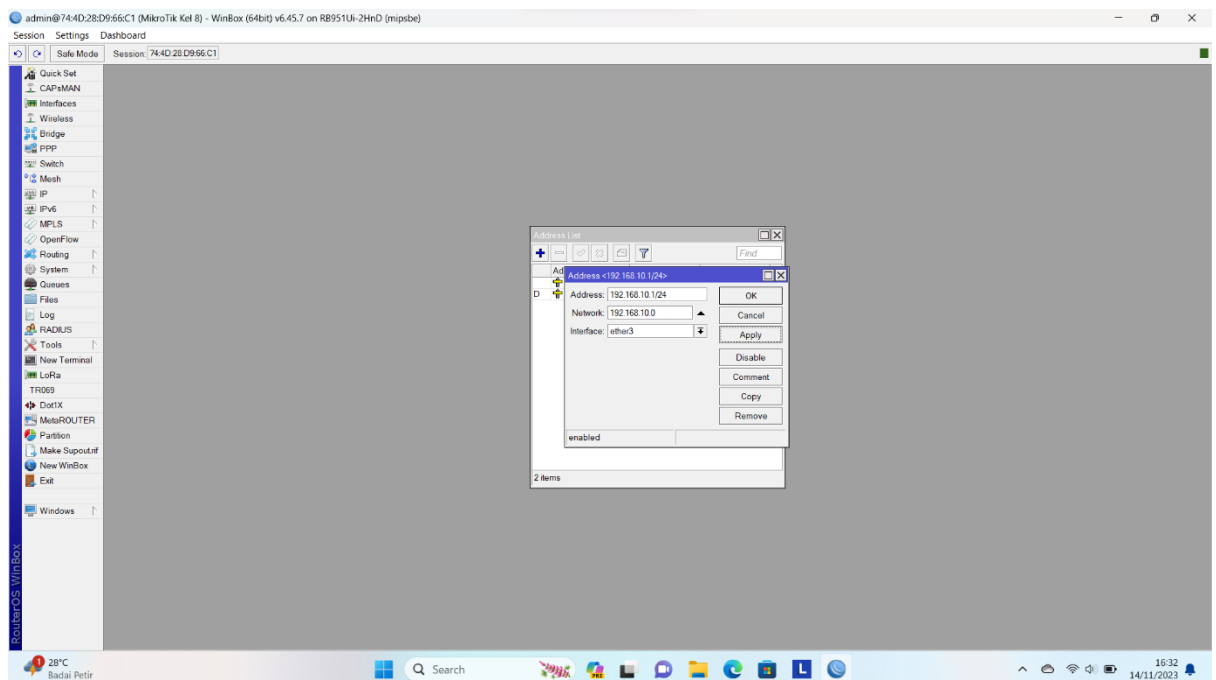 admin@74:4D:28:D9:66:C1 (MikroTik Kel 8) - WinBox (64bit) v6.45.7 on RB951Ui-2HnD (mipsbe)
Session Settings Dashboard
Safe Mode Session: 74:4D:28:D9:66:C1
Quick Set
CAPsMAN
Interfaces
Wireless
Bridge
PPP
Switch
Mesh
IP
IPv6
MPLS
OpenFlow
Routing
System
Queues
Files
Log
RADIUS
Tools
New Terminal
LoRa
TR069
Dot1X
MetaROUTER
Partition
Make Supout.rif
New WinBox
Exit
Windows
RouterOS WinBox
Address List
Find
Ad
D
Address <192.168.10.1/24>
Address: 192.168.10.1/24
Network: 192.168.10.0
Interface: ether3
OK
Cancel
Apply
Disable
Comment
Copy
Remove
enabled
2 items
1
28°C
Badai Petir
Search
PRE
L
16:32
14/11/2023